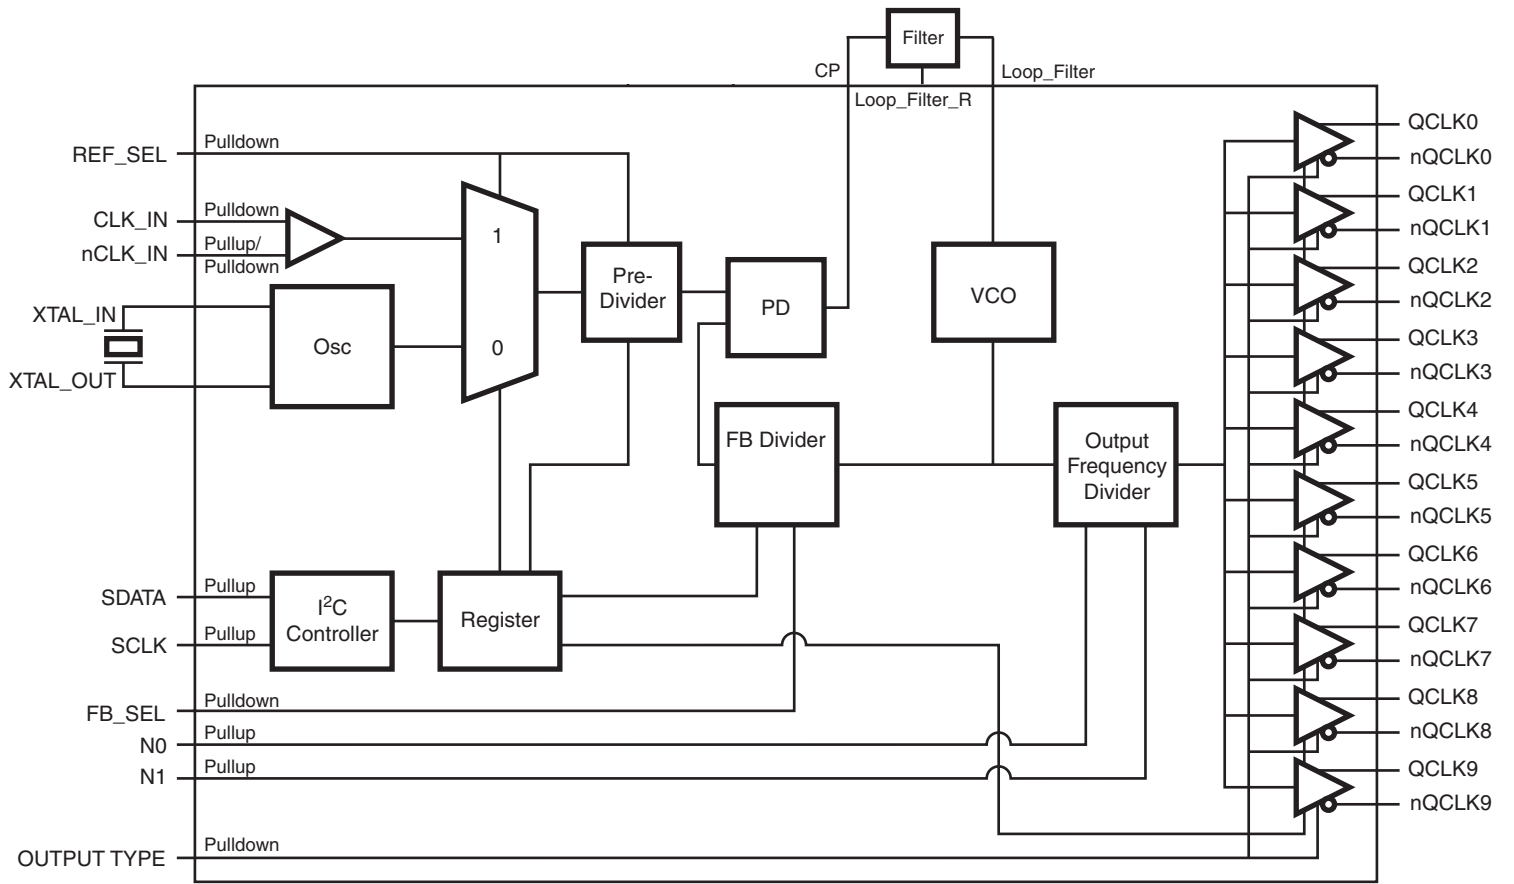 Filter
CP
Loop_Filter
Loop_Filter_R
REF_SEL
Pulldown
CLK_IN
Pulldown
nCLK_IN
Pullup/
Pulldown
XTAL_IN
XTAL_OUT
Osc
1
0
Pre-
Divider
PD
VCO
FB Divider
Output
Frequency
Divider
SDATA
Pullup
SCLK
Pullup
I²C
Controller
Register
FB_SEL
Pulldown
N0
Pullup
N1
Pullup
OUTPUT TYPE
Pulldown
QCLK0
nQCLK0
QCLK1
nQCLK1
QCLK2
nQCLK2
QCLK3
nQCLK3
QCLK4
nQCLK4
QCLK5
nQCLK5
QCLK6
nQCLK6
QCLK7
nQCLK7
QCLK8
nQCLK8
QCLK9
nQCLK9